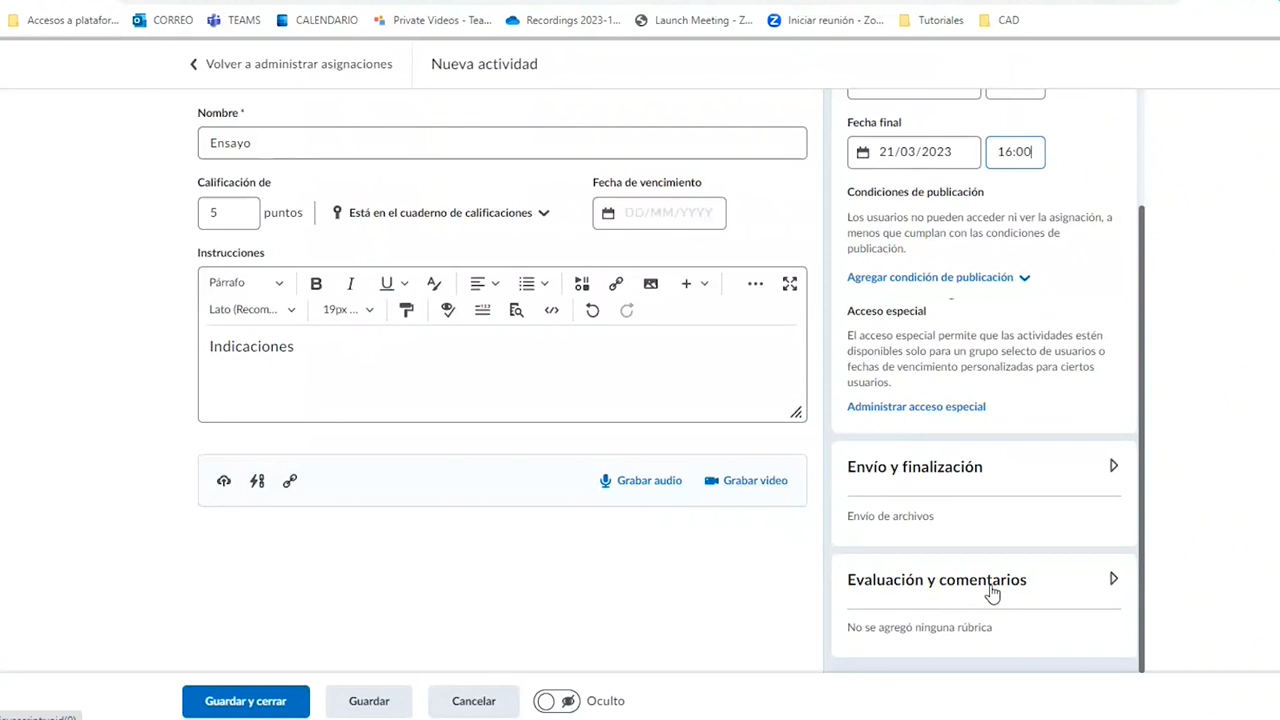 Accesos a platafor...
CORREO
TEAMS
CALENDARIO
Private Videos - Tea...
Recordings 2023-1...
Launch Meeting - Z...
Iniciar reunión - Zo...
Tutoriales
CAD
Volver a administrar asignaciones
Nueva actividad
Nombre *
Ensayo
Calificación de
5 puntos
Está en el cuaderno de calificaciones
Fecha de vencimiento
DD/MM/YYYY
Instrucciones
Párrafo
Lato (Recom...
19px ...
Indicaciones
Grabar audio
Grabar video
Fecha final
21/03/2023
16:00
Condiciones de publicación
Los usuarios no pueden acceder ni ver la asignación, a
menos que cumplan con las condiciones de
publicación.
Agregar condición de publicación
Acceso especial
El acceso especial permite que las actividades estén
disponibles solo para un grupo selecto de usuarios o
fechas de vencimiento personalizadas para ciertos
usuarios.
Administrar acceso especial
Envío y finalización
Envío de archivos
Evaluación y comentarios
No se agregó ninguna rúbrica
Guardar y cerrar
Guardar
Cancelar
Oculto